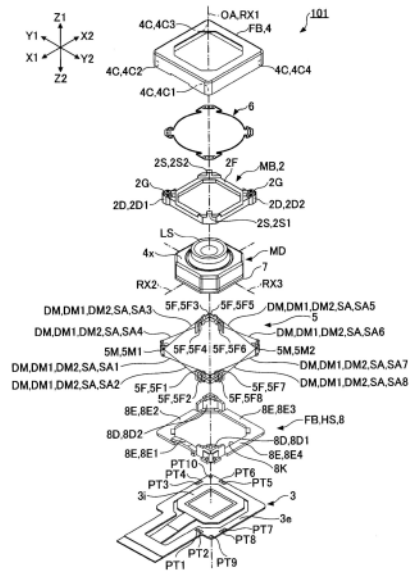 Z1
Y1
X2
X1
Y2
Z2
OA,RX1
FB,4
101
4C,4C3
4C,4C2
4C,4C4
4C,4C1
6
2S,2S2
2F
MB,2
2G
2G
2D,2D1
2D,2D2
2S,2S1
LS
4x
MD
7
RX2
RX3
5F,5F3
5F,5F5
DM,DM1,DM2,SA,SA3
DM,DM1,DM2,SA,SA5
5
DM,DM1,DM2,SA,SA4
DM,DM1,DM2,SA,SA6
5F,5F4
5F,5F6
5M,5M1
5M,5M2
DM,DM1,DM2,SA,SA1
DM,DM1,DM2,SA,SA7
DM,DM1,DM2,SA,SA2
DM,DM1,DM2,SA,SA8
5F,5F1
5F,5F7
5F,5F2
5F,5F8
8E,8E2
8E,8E3
8D,8D2
FB,HS,8
8D,8D1
8E,8E1
8E,8E4
8K
PT10
PT4
PT6
PT3
PT5
3i
3
3e
PT7
PT8
PT2
PT9
PT1